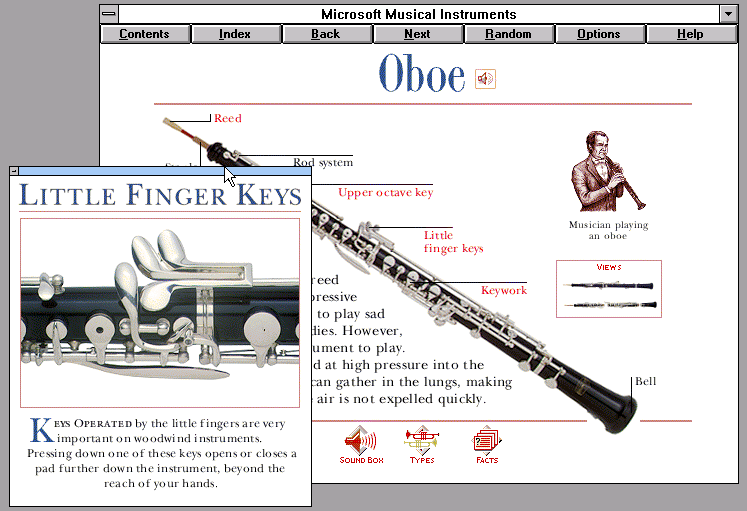 Microsoft Musical Instruments
Contents Index Back Next Random Options Help
Oboe
Reed
Rod system
Upper octave key
Little
finger keys
Keywork
Bell
Musician playing
an oboe
VIEWS
reed
to play sad
However,
to play.
at high pressure into the
can gather in the lungs, making
air is not expelled quickly.
SOUND BOX TYPES FACTS
LITTLE FINGER KEYS
KEYS OPERATED by the little fingers are very
important on woodwind instruments.
Pressing down one of these keys opens or closes a
pad further down the instrument, beyond the
reach of your hands.